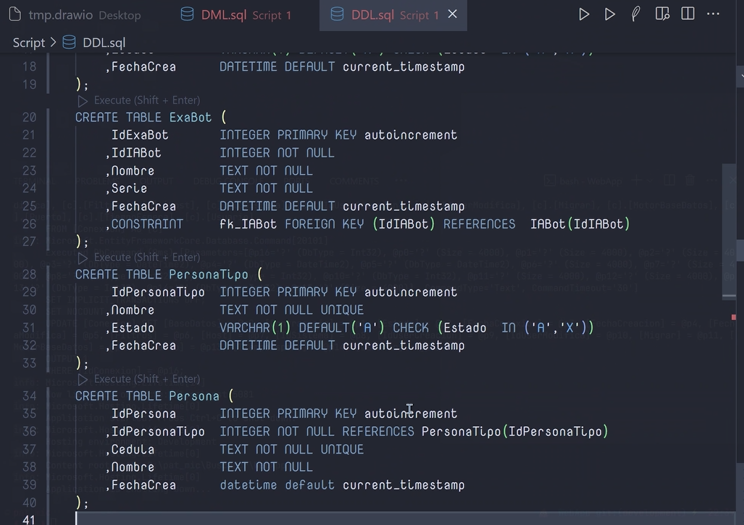 tmp.drawio Desktop DML.sql Script 1 DDL.sql Script 1
Script > DDL.sql
18 ,FechaCrea DATETIME DEFAULT current_timestamp
19 );
Execute (Shift + Enter)
20 CREATE TABLE ExaBot (
21 IdExaBot INTEGER PRIMARY KEY autoincrement
22 ,IdIABot INTEGER NOT NULL
23 ,Nombre TEXT NOT NULL
24 ,Serie TEXT NOT NULL
25 ,FechaCrea DATETIME DEFAULT current_timestamp
26 ,CONSTRAINT fk_IABot FOREIGN KEY (IdIABot) REFERENCES IABot(IdIABot)
27 );
Execute (Shift + Enter)
28 CREATE TABLE PersonaTipo (
29 IdPersonaTipo INTEGER PRIMARY KEY autoincrement
30 ,Nombre TEXT NOT NULL UNIQUE
31 ,Estado VARCHAR(1) DEFAULT('A') CHECK (Estado IN ('A','X'))
32 ,FechaCrea DATETIME DEFAULT current_timestamp
33 );
Execute (Shift + Enter)
34 CREATE TABLE Persona (
35 IdPersona INTEGER PRIMARY KEY autoincrement
36 ,IdPersonaTipo INTEGER NOT NULL REFERENCES PersonaTipo(IdPersonaTipo)
37 ,Cedula TEXT NOT NULL UNIQUE
38 ,Nombre TEXT NOT NULL
39 ,FechaCrea datetime default current_timestamp
40 );
41